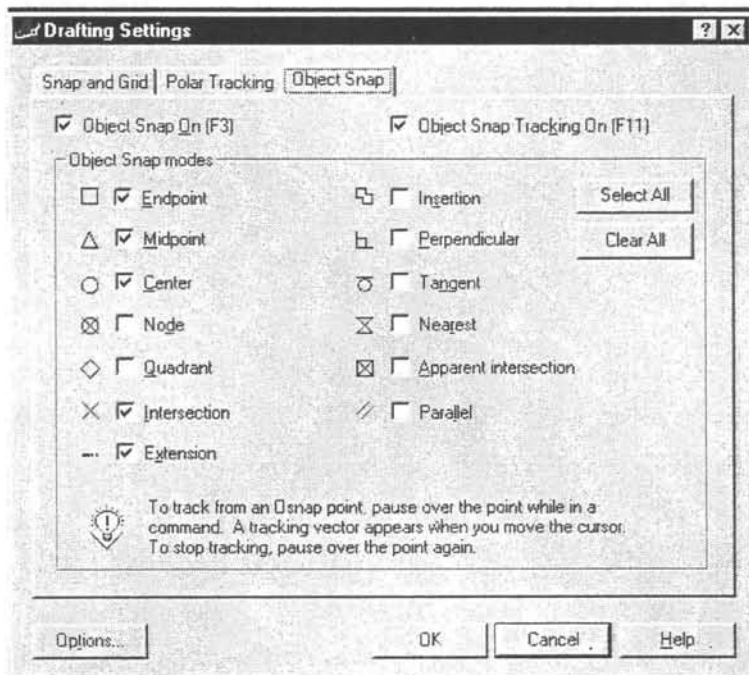 Drafting Settings
Snap and Grid Polar Tracking Object Snap
Object Snap On (F3) Object Snap Tracking On (F11)
Object Snap modes
Endpoint
Midpoint
Center
Node
Quadrant
Intersection
Extension
Insertion
Perpendicular
Tangent
Nearest
Apparent intersection
Parallel
Select All
Clear All
To track from an Osnap point, pause over the point while in a
command. A tracking vector appears when you move the cursor.
To stop tracking, pause over the point again.
Options... OK Cancel Help